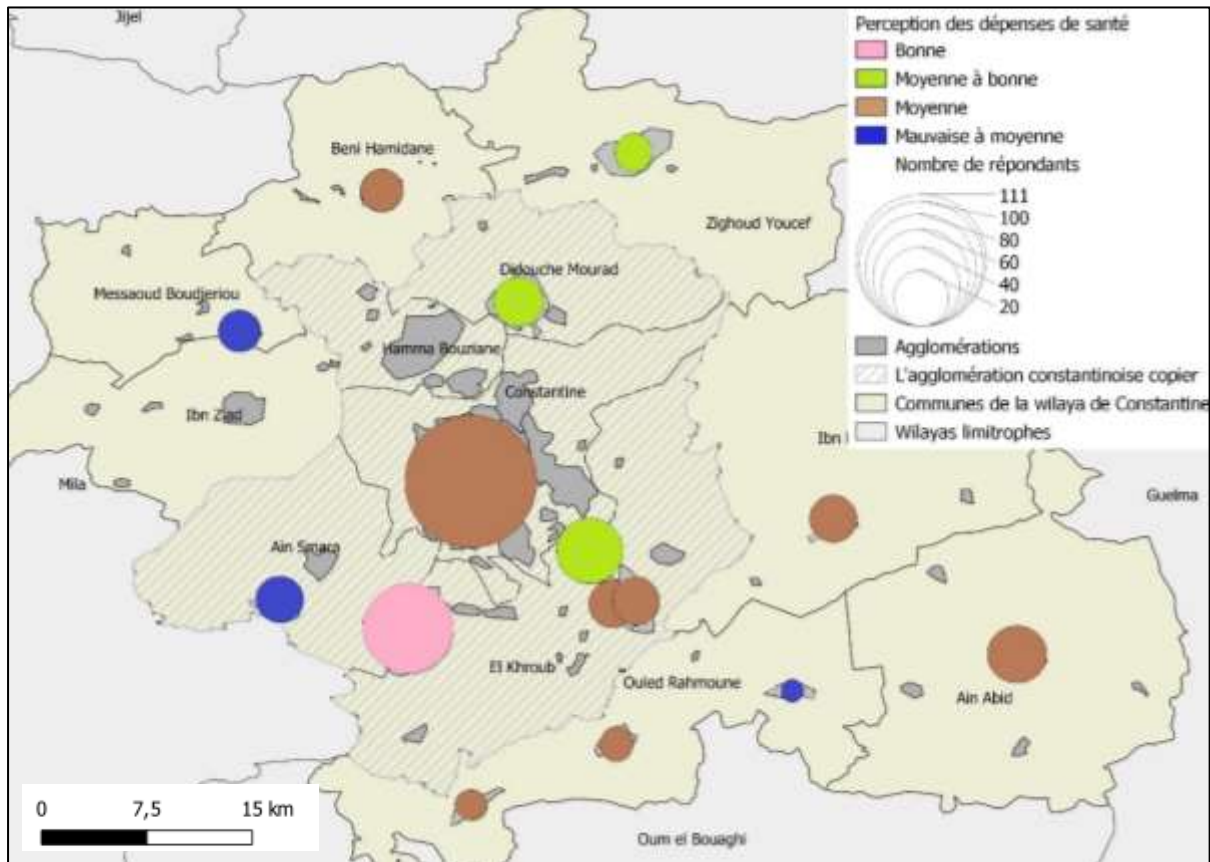 Jijel
Perception des dépenses de santé
Bonne
Moyenne à bonne
Moyenne
Mauvaise à moyenne
Nombre de répondants
111
100
80
60
40
20
Agglomérations
L'agglomération constantinoise copier
Communes de la wilaya de Constantine
Wilayas limitrophes
Beni Hamidane
Zighoud Youcef
Didouche Mourad
Messaoud Boudjeriou
Hamma Bouziane
Constantine
Ibn Ziad
Ibn
Mila
Guelma
Ain Smara
El Khroub
Ouled Rahmoune
Ain Abid
0 7,5 15 km
Oum el Bouaghi